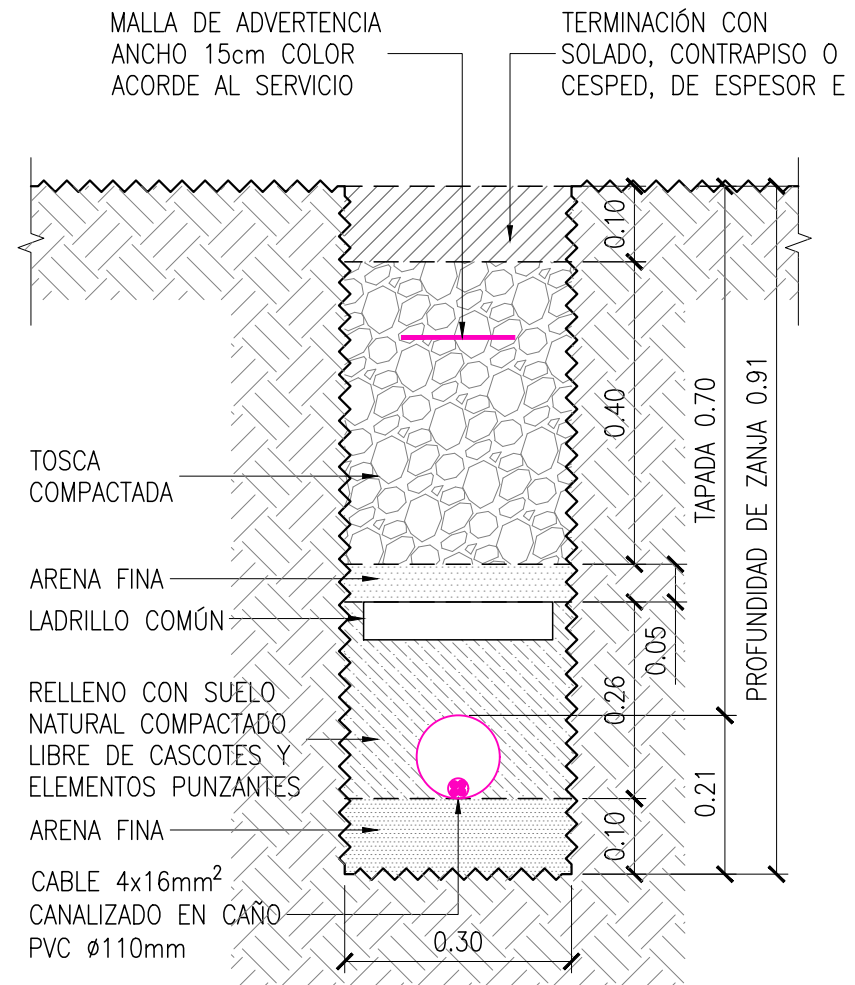 MALLA DE ADVERTENCIA
ANCHO 15cm COLOR
ACORDE AL SERVICIO
TERMINACIÓN CON
SOLADO, CONTRAPISO O
CESPED, DE ESPESOR E
0.10
0.40
TAPADA 0.70
PROFUNDIDAD DE ZANJA 0.91
TOSCA
COMPACTADA
ARENA FINA
LADRILLO COMÚN
0.05
0.26
RELLENO CON SUELO
NATURAL COMPACTADO
LIBRE DE CASCOTES Y
ELEMENTOS PUNZANTES
0.21
ARENA FINA
0.10
CABLE 4x16mm²
CANALIZADO EN CAÑO
PVC Ø110mm
0.30